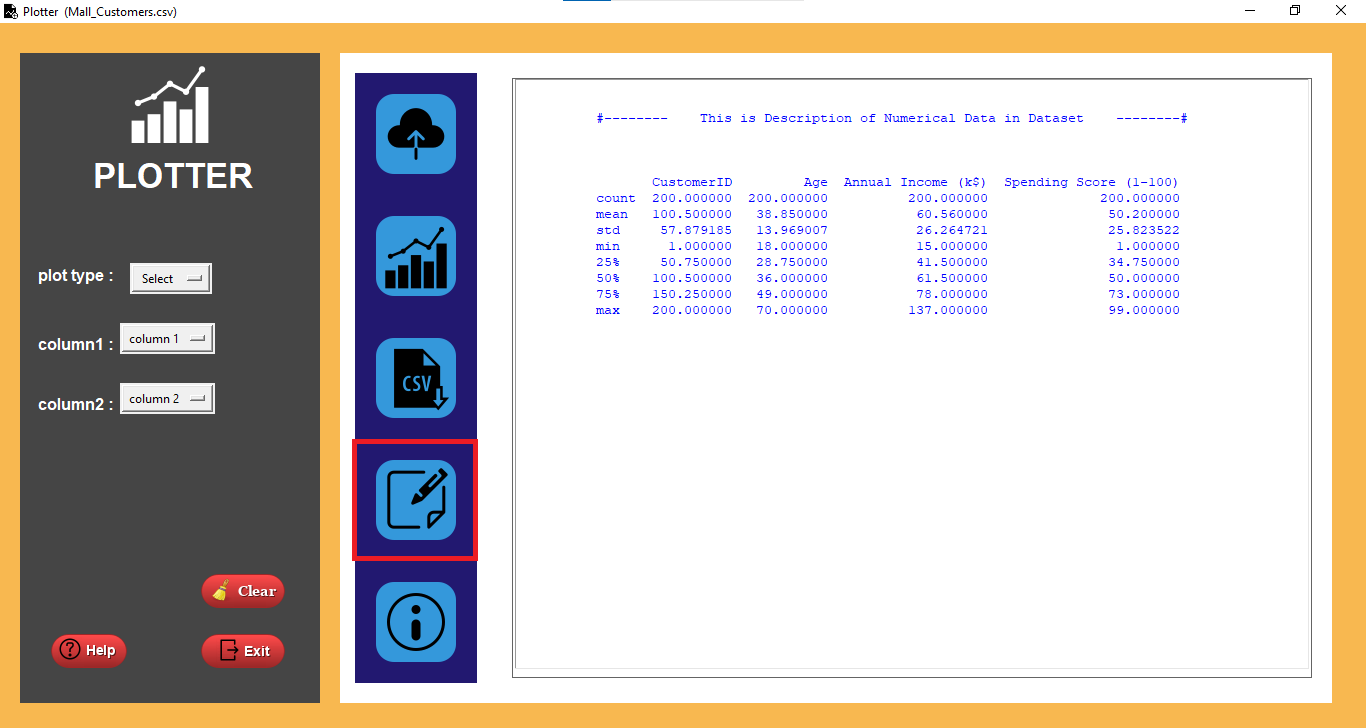 Plotter (Mall_Customers.csv)
PLOTTER
plot type : Select
column1 : column 1
column2 : column 2
Clear
Help
Exit
CSV
#-------- This is Description of Numerical Data in Dataset --------#
CustomerID Age Annual Income (k$) Spending Score (1-100)
count 200.000000 200.000000 200.000000 200.000000
mean 100.500000 38.850000 60.560000 50.200000
std 57.879185 13.969007 26.264721 25.823522
min 1.000000 18.000000 15.000000 1.000000
25% 50.750000 28.750000 41.500000 34.750000
50% 100.500000 36.000000 61.500000 50.000000
75% 150.250000 49.000000 78.000000 73.000000
max 200.000000 70.000000 137.000000 99.000000